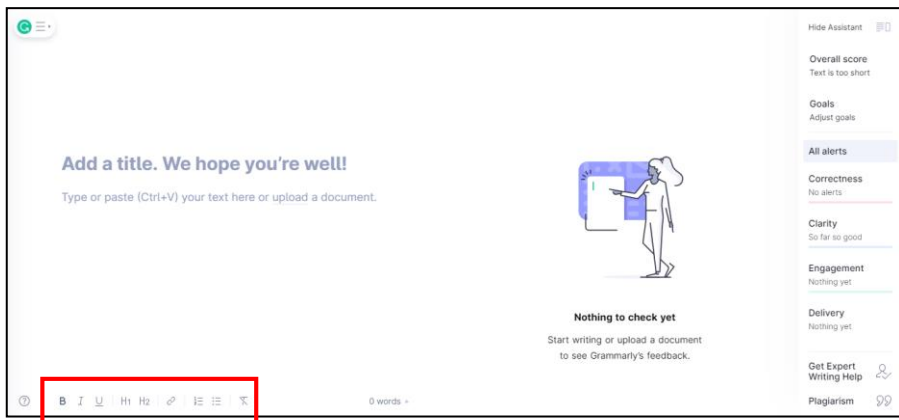 Hide Assistant
Overall score
Text is too short
Goals
Adjust goals
Add a title. We hope you're well!
Type or paste (Ctrl+V) your text here or upload a document.
All alerts
Correctness
No alerts
Clarity
So far so good
Engagement
Nothing yet
Delivery
Nothing yet
Nothing to check yet
Start writing or upload a document
to see Grammarly's feedback.
Get Expert
Writing Help
Plagiarism
B I U H1 H2
0 words